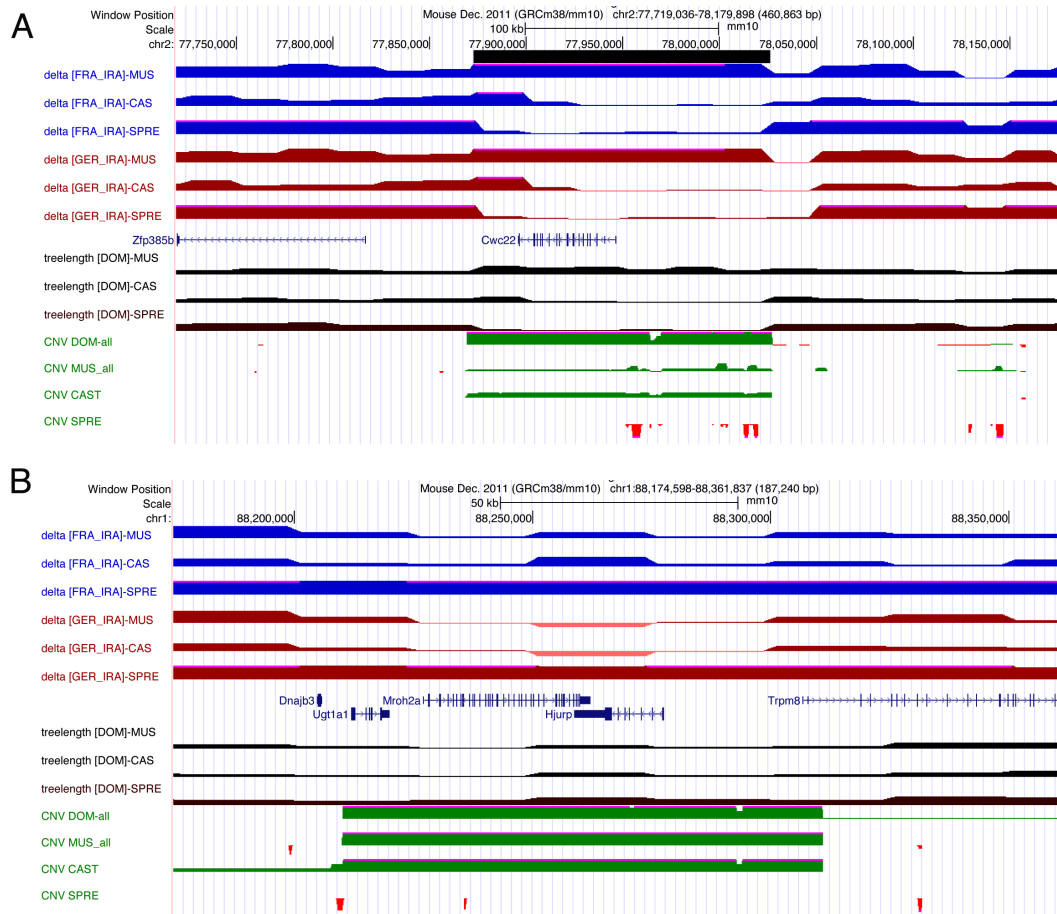 A
Window Position Mouse Dec. 2011 (GRCm38/mm10) chr2:77,719,036-78,179,898 (460,863 bp)
Scale 100 kb mm10
chr2: 77,750,000 77,800,000 77,850,000 77,900,000 77,950,000 78,000,000 78,050,000 78,100,000 78,150,000
delta [FRA_IRA]-MUS
delta [FRA_IRA]-CAS
delta [FRA_IRA]-SPRE
delta [GER_IRA]-MUS
delta [GER_IRA]-CAS
delta [GER_IRA]-SPRE
Zfp385b Cwc22
treelength [DOM]-MUS
treelength [DOM]-CAS
treelength [DOM]-SPRE
CNV DOM-all
CNV MUS_all
CNV CAST
CNV SPRE
B
Window Position Mouse Dec. 2011 (GRCm38/mm10) chr1:88,174,598-88,361,837 (187,240 bp)
Scale 50 kb mm10
chr1: 88,200,000 88,250,000 88,300,000 88,350,000
delta [FRA_IRA]-MUS
delta [FRA_IRA]-CAS
delta [FRA_IRA]-SPRE
delta [GER_IRA]-MUS
delta [GER_IRA]-CAS
delta [GER_IRA]-SPRE
Dnajb3 Mroh2a Trpm8
Ugt1a1 Hjurp
treelength [DOM]-MUS
treelength [DOM]-CAS
treelength [DOM]-SPRE
CNV DOM-all
CNV MUS_all
CNV CAST
CNV SPRE